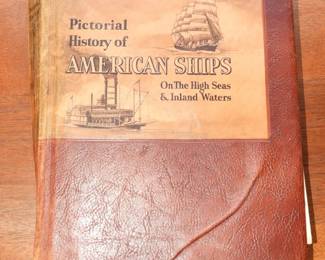 Pictorial
History of
AMERICAN SHIPS
On The High Seas
& Inland Waters